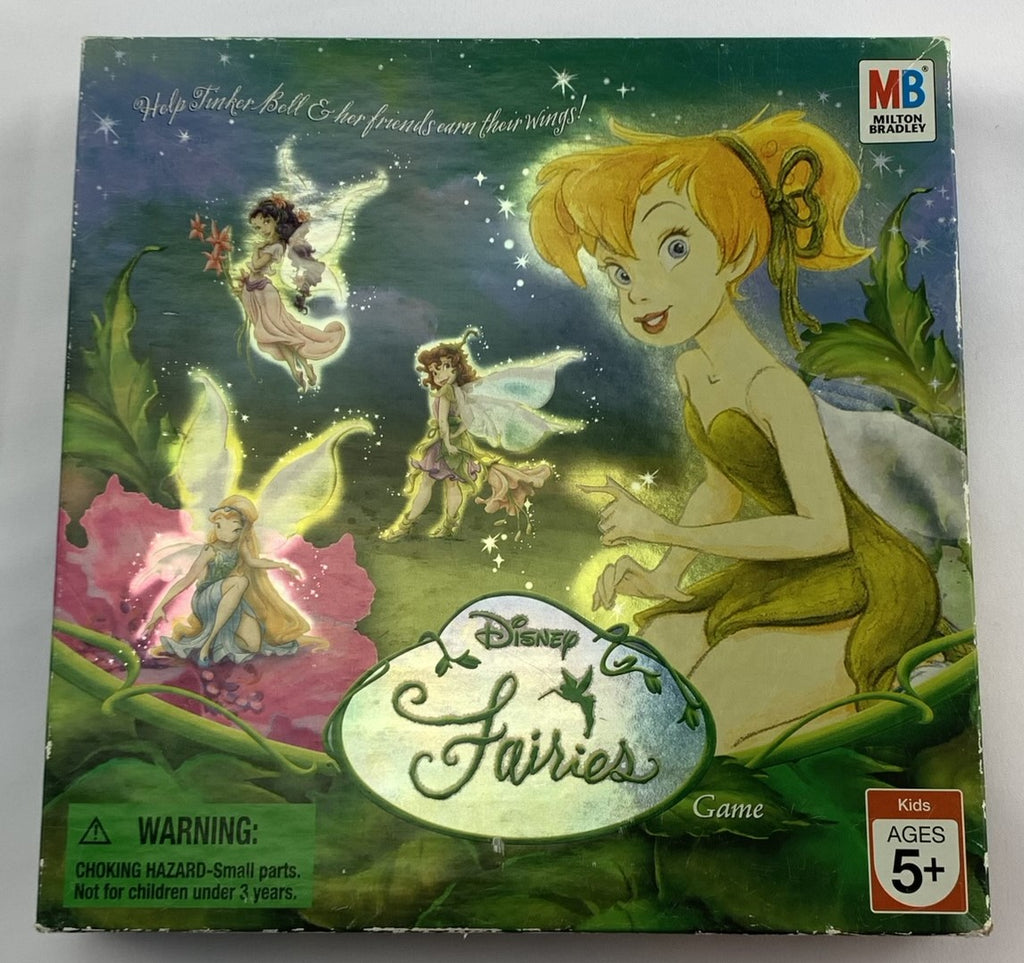 Help Tinker Bell & her friends earn their wings!
MB®
MILTON
BRADLEY
Disney
Fairies
Game
WARNING:
CHOKING HAZARD-Small parts.
Not for children under 3 years.
Kids
AGES
5+